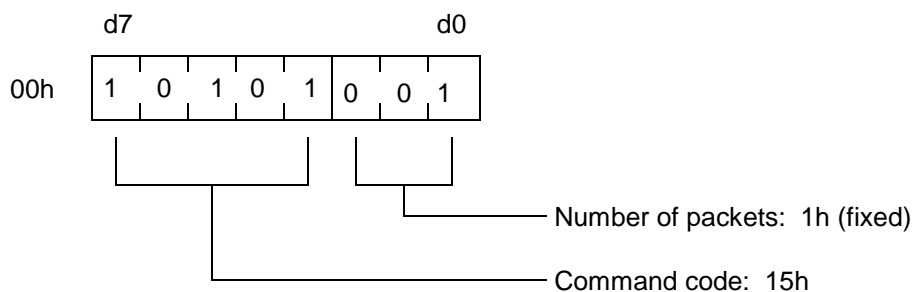 d7 d0
00h 1 0 1 0 1 0 0 1
Number of packets: 1h (fixed)
Command code: 15h